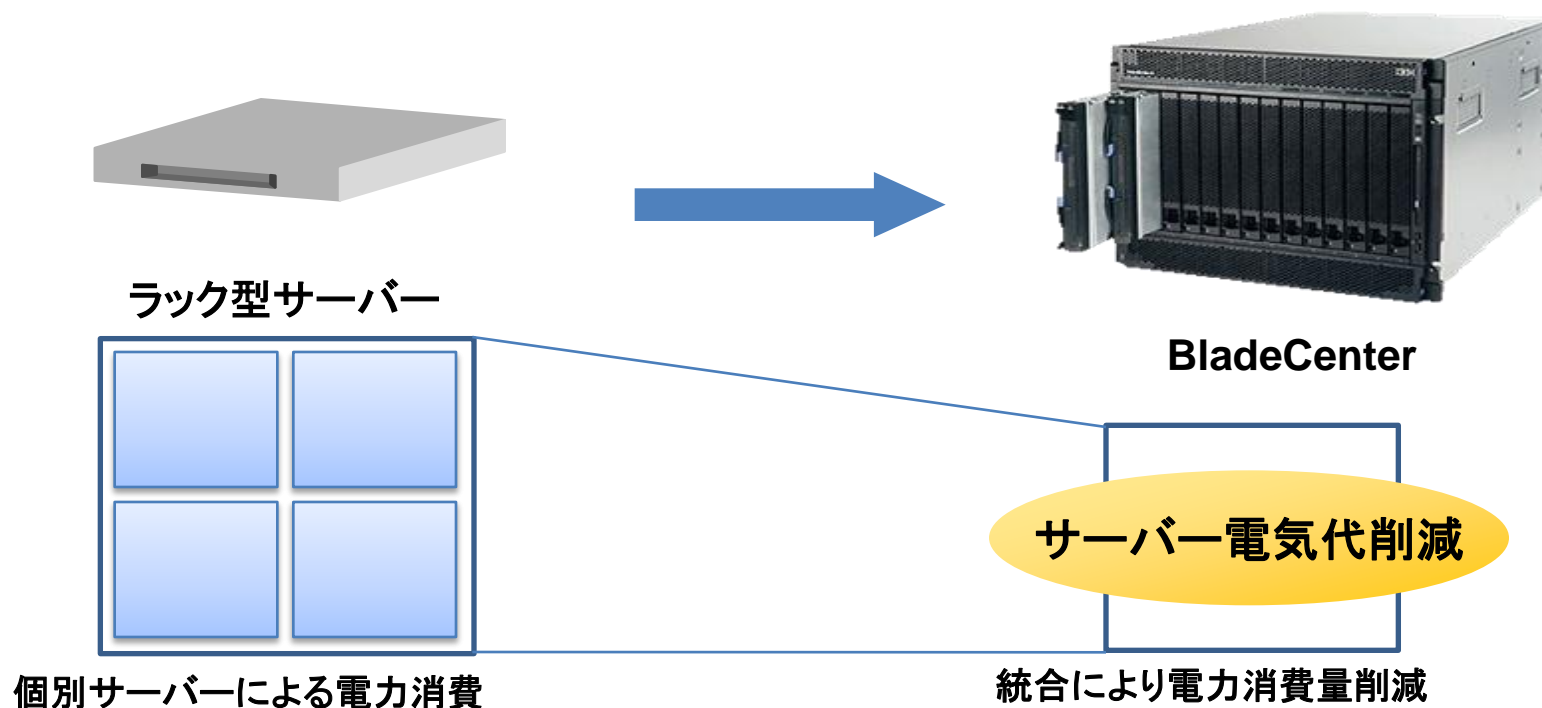 IBM
ラック型サーバー
BladeCenter
サーバー電気代削減
個別サーバーによる電力消費
統合により電力消費量削減